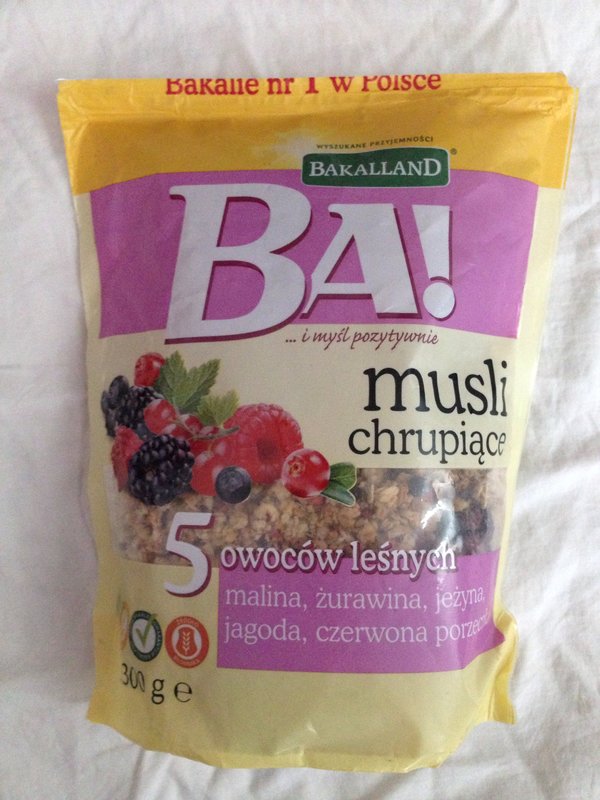 Bakalie nr 1 w Polsce
WYSZUKANE PRZYJEMNOŚCI
BAKALLAND®
BA!
... i myśl pozytywnie
musli
chrupiące
5 owoców leśnych
malina, żurawina, jeżyna,
jagoda, czerwona
300 g e